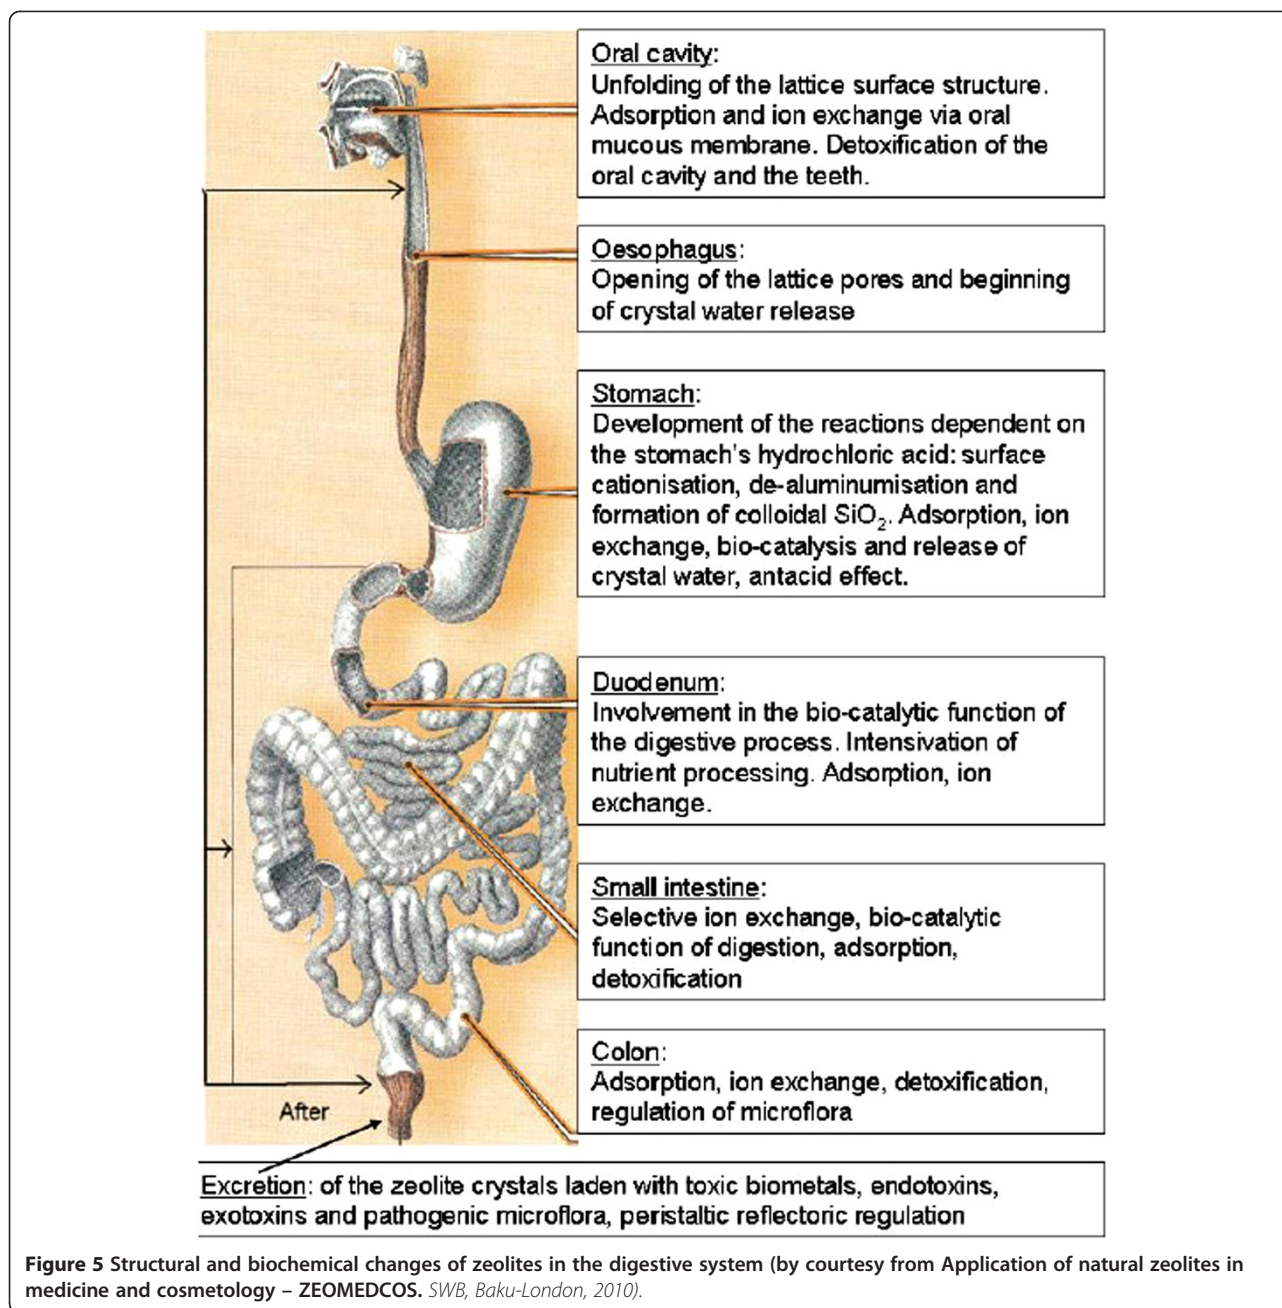 Oral cavity:
Unfolding of the lattice surface structure.
Adsorption and ion exchange via oral
mucous membrane. Detoxification of the
oral cavity and the teeth.
Oesophagus:
Opening of the lattice pores and beginning
of crystal water release
Stomach:
Development of the reactions dependent on
the stomach's hydrochloric acid: surface
cationisation, de-aluminumisation and
formation of colloidal SiO₂. Adsorption, ion
exchange, bio-catalysis and release of
crystal water, antacid effect.
Duodenum:
Involvement in the bio-catalytic function of
the digestive process. Intensivation of
nutrient processing. Adsorption, ion
exchange.
Small intestine:
Selective ion exchange, bio-catalytic
function of digestion, adsorption,
detoxification
Colon:
Adsorption, ion exchange, detoxification,
regulation of microflora
After
Excretion: of the zeolite crystals laden with toxic biometals, endotoxins,
exotoxins and pathogenic microflora, peristaltic reflectoric regulation
Figure 5 Structural and biochemical changes of zeolites in the digestive system (by courtesy from Application of natural zeolites in
medicine and cosmetology – ZEOMEDCOS. SWB, Baku-London, 2010).